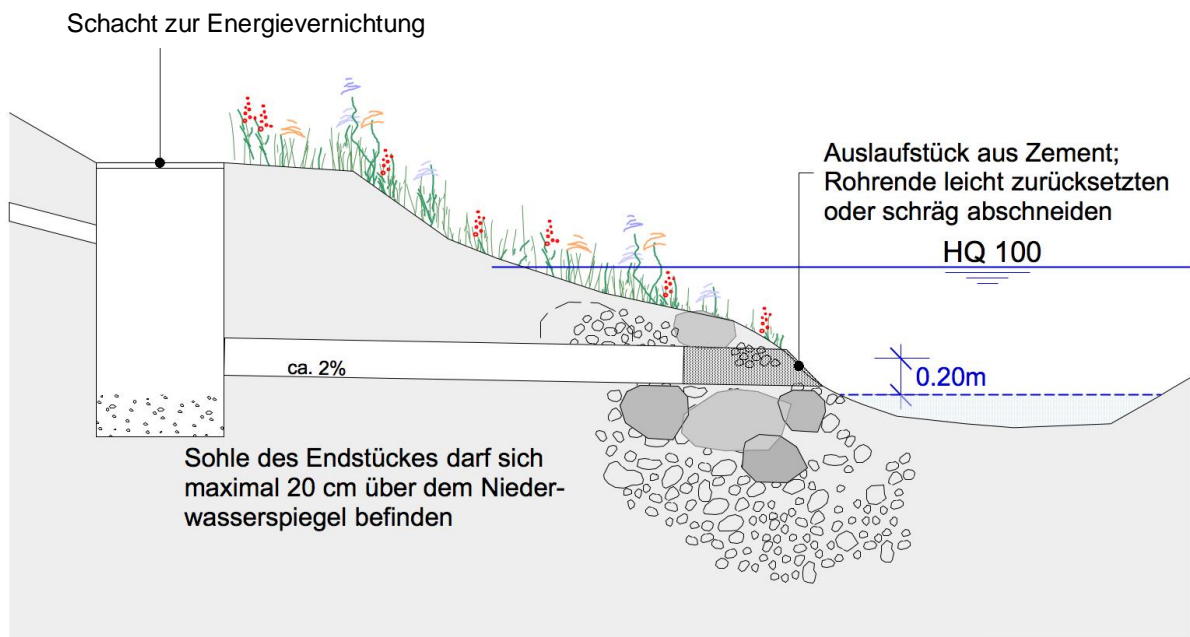 Schacht zur Energievernichtung
Auslaufstück aus Zement;
Rohrende leicht zurücksetzten
oder schräg abschneiden
HQ 100
ca. 2%
0.20m
Sohle des Endstückes darf sich
maximal 20 cm über dem Nieder-
wasserspiegel befinden